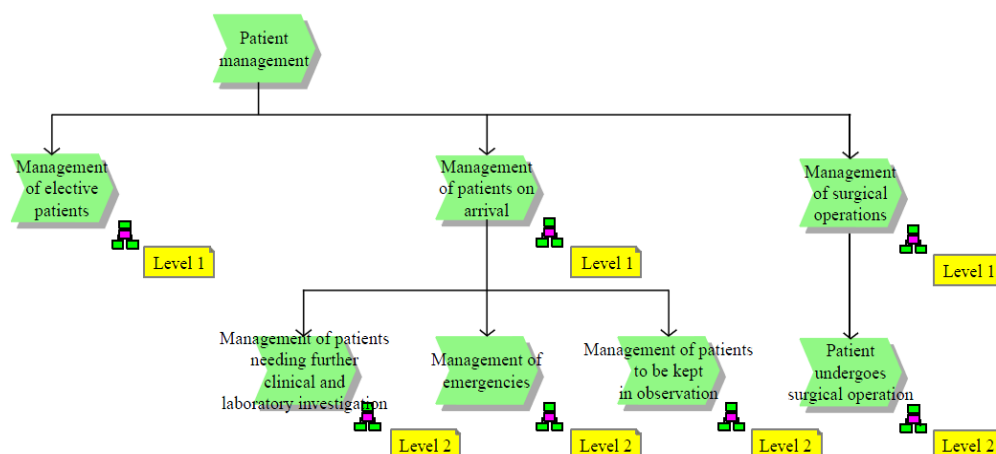 Patient
management
Management
of elective
patients
Level 1
Management
of patients on
arrival
Level 1
Management
of surgical
operations
Level 1
Management of patients
needing further
clinical and
laboratory investigation
Level 2
Management of
emergencies
Level 2
Management of patients
to be kept
in observation
Level 2
Patient
undergoes
surgical operation
Level 2